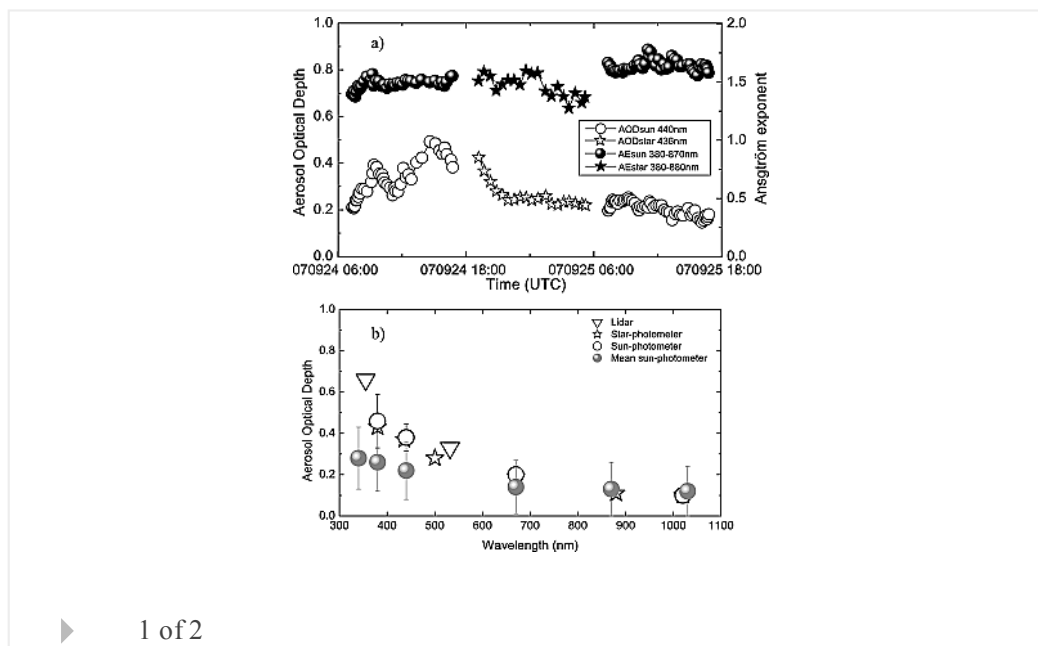 a)
1.0
0.8
0.6
0.4
0.2
0.0
Aerosol Optical Depth
2.0
1.5
1.0
0.5
0.0
Ansgtröm exponent
AODsun 440nm
AODstar 436nm
AEsun 380-870nm
AEstar 380-880nm
070924 06:00 070924 18:00 070925 06:00 070925 18:00
Time (UTC)
b)
1.0
0.8
0.6
0.4
0.2
0.0
Aerosol Optical Depth
Lidar
Star-photometer
Sun-photometer
Mean sun-photometer
300 400 500 600 700 800 900 1000 1100
Wavelength (nm)
1 of 2